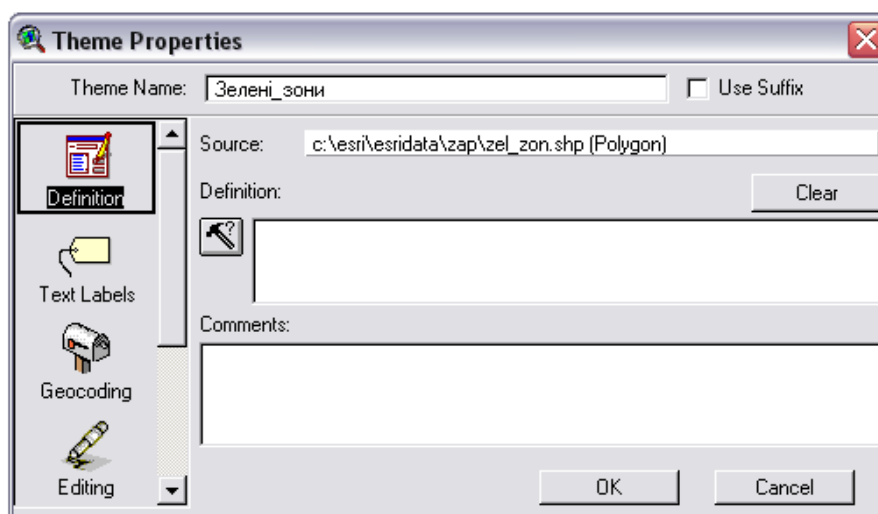 Theme Properties
Theme Name: Зелені_зони Use Suffix
Source: c:\esri\esridata\zap\zel_zon.shp (Polygon)
Definition: Clear
Definition
Text Labels
Comments:
Geocoding
Editing
OK Cancel